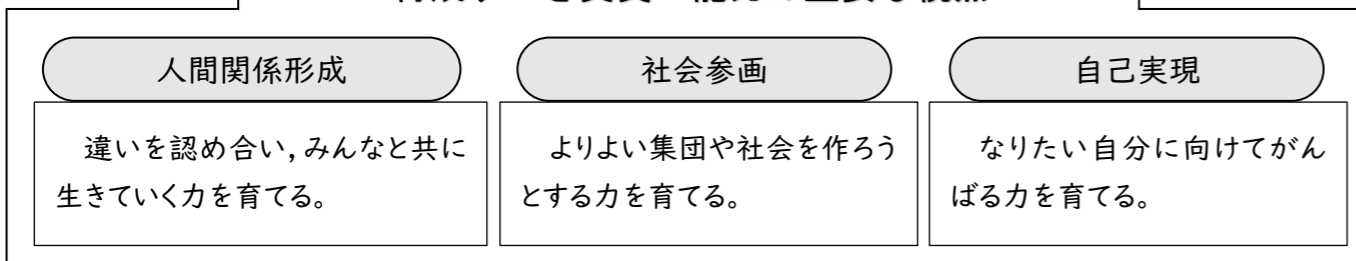 人間関係形成
違いを認め合い，みんなと共に
生きていく力を育てる。
社会参画
よりよい集団や社会を作ろう
とする力を育てる。
自己実現
なりたい自分に向けてがん
ばる力を育てる。